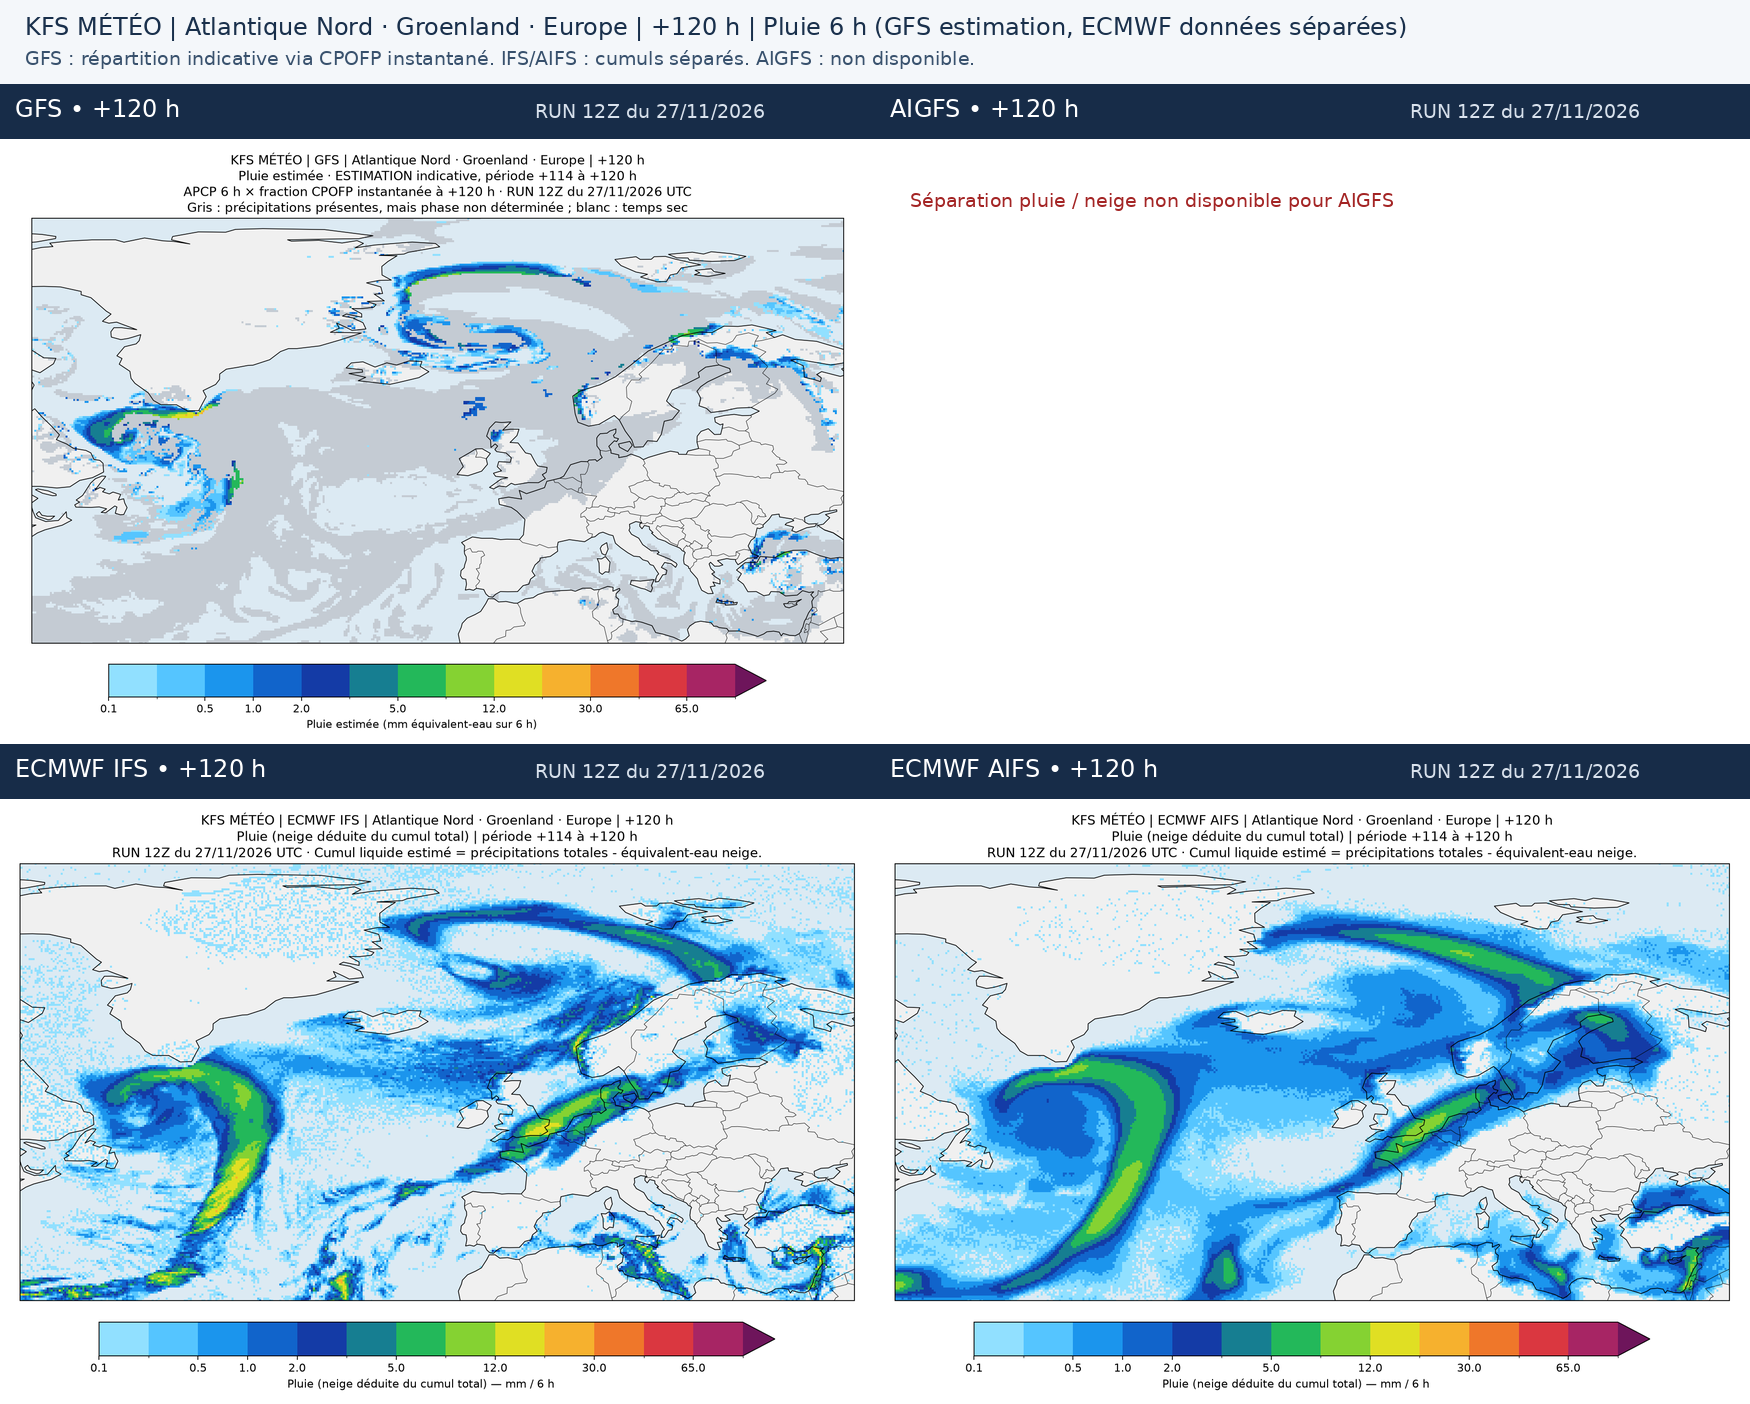 KFS MÉTÉO | Atlantique Nord · Groenland · Europe | +120 h | Pluie 6 h (GFS estimation, ECMWF données séparées)
GFS : répartition indicative via CPOFP instantané. IFS/AIFS : cumuls séparés. AIGFS : non disponible.
GFS • +120 h
RUN 12Z du 27/11/2026
AIGFS • +120 h
RUN 12Z du 27/11/2026
KFS MÉTÉO | GFS | Atlantique Nord · Groenland · Europe | +120 h
Pluie estimée · ESTIMATION indicative, période +114 à +120 h
APCP 6 h × fraction CPOFP instantanée à +120 h · RUN 12Z du 27/11/2026 UTC
Gris : précipitations présentes, mais phase non déterminée ; blanc : temps sec
Séparation pluie / neige non disponible pour AIGFS
0.1 0.5 1.0 2.0 5.0 12.0 30.0 65.0
Pluie estimée (mm équivalent-eau sur 6 h)
ECMWF IFS • +120 h
RUN 12Z du 27/11/2026
ECMWF AIFS • +120 h
RUN 12Z du 27/11/2026
KFS MÉTÉO | ECMWF IFS | Atlantique Nord · Groenland · Europe | +120 h
Pluie (neige déduite du cumul total) | période +114 à +120 h
RUN 12Z du 27/11/2026 UTC · Cumul liquide estimé = précipitations totales - équivalent-eau neige.
0.1 0.5 1.0 2.0 5.0 12.0 30.0 65.0
Pluie (neige déduite du cumul total) — mm / 6 h
KFS MÉTÉO | ECMWF AIFS | Atlantique Nord · Groenland · Europe | +120 h
Pluie (neige déduite du cumul total) | période +114 à +120 h
RUN 12Z du 27/11/2026 UTC · Cumul liquide estimé = précipitations totales - équivalent-eau neige.
0.1 0.5 1.0 2.0 5.0 12.0 30.0 65.0
Pluie (neige déduite du cumul total) — mm / 6 h